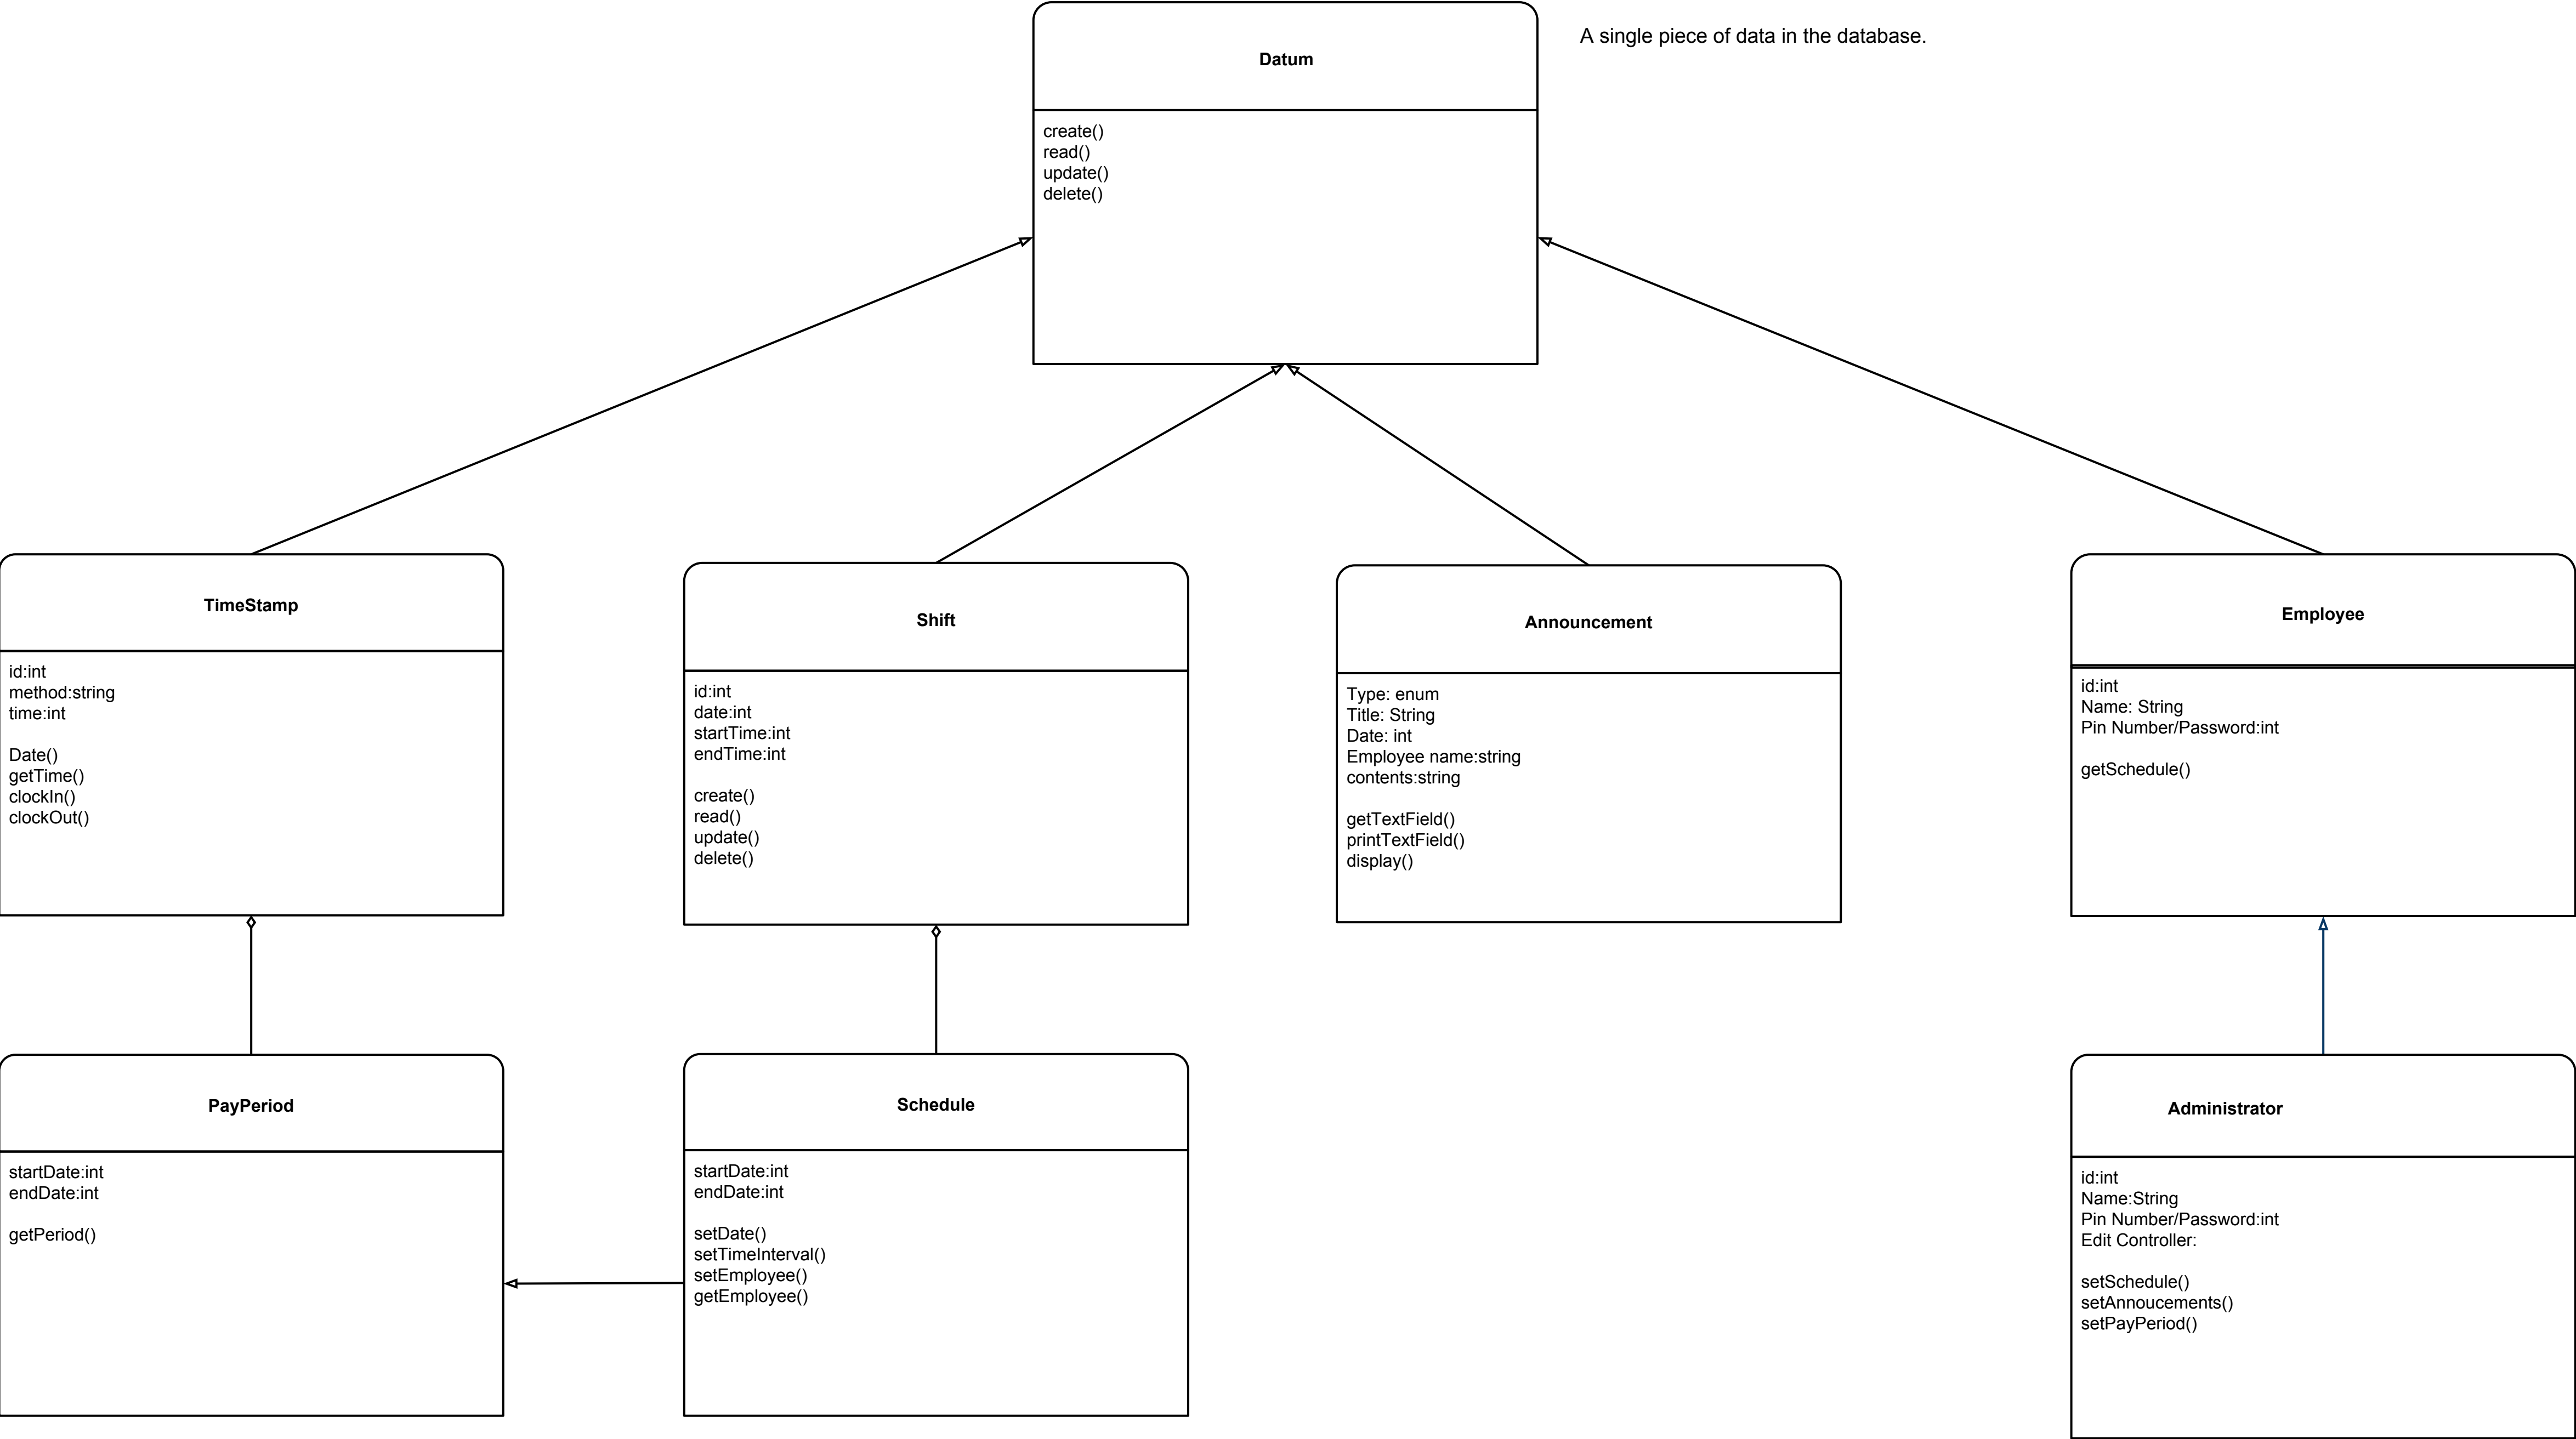 Datum
A single piece of data in the database.
create()
read()
update()
delete()
TimeStamp
id:int
method:string
time:int
Date()
getTime()
clockIn()
clockOut()
Shift
id:int
date:int
startTime:int
endTime:int
create()
read()
update()
delete()
Announcement
Type: enum
Title: String
Date: int
Employee name:string
contents:string
getTextField()
printTextField()
display()
Employee
id:int
Name: String
Pin Number/Password:int
getSchedule()
PayPeriod
startDate:int
endDate:int
getPeriod()
Schedule
startDate:int
endDate:int
setDate()
setTimeInterval()
setEmployee()
getEmployee()
Administrator
id:int
Name:String
Pin Number/Password:int
Edit Controller:
setSchedule()
setAnnoucements()
setPayPeriod()